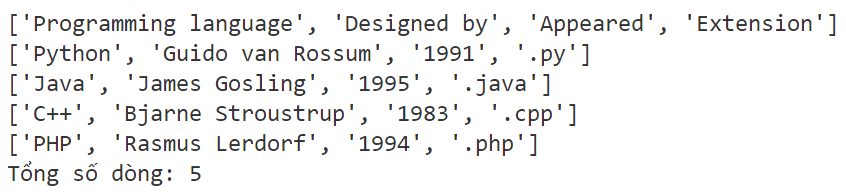 ['Programming language', 'Designed by', 'Appeared', 'Extension']
['Python', 'Guido van Rossum', '1991', '.py']
['Java', 'James Gosling', '1995', '.java']
['C++', 'Bjarne Stroustrup', '1983', '.cpp']
['PHP', 'Rasmus Lerdorf', '1994', '.php']
Tổng số dòng: 5